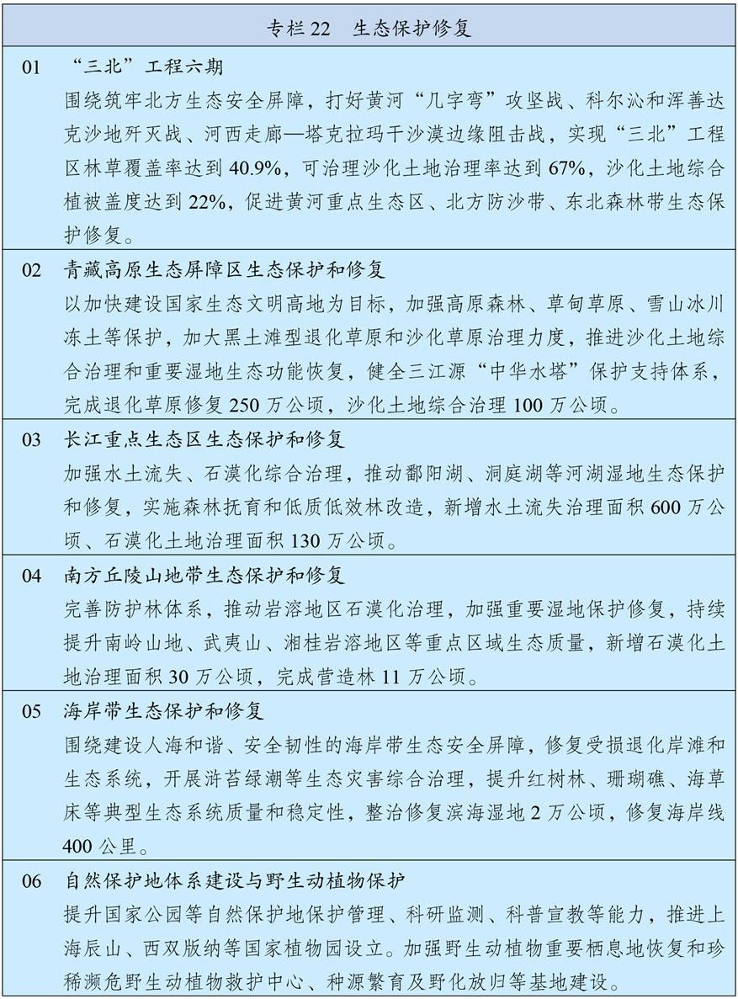 专栏22 生态保护修复
01 “三北”工程六期
围绕筑牢北方生态安全屏障，打好黄河“几字弯”攻坚战、科尔沁和浑善达
克沙地歼灭战、河西走廊—塔克拉玛干沙漠边缘阻击战，实现“三北”工程
区林草覆盖率达到40.9%，可治理沙化土地治理率达到67%，沙化土地综合
植被盖度达到22%，促进黄河重点生态区、北方防沙带、东北森林带生态保
护修复。
02 青藏高原生态屏障区生态保护和修复
以加快建设国家生态文明高地为目标，加强高原森林、草甸草原、雪山冰川
冻土等保护，加大黑土滩型退化草原和沙化草原治理力度，推进沙化土地综
合治理和重要湿地生态功能恢复，健全三江源“中华水塔”保护支持体系，
完成退化草原修复250万公顷，沙化土地综合治理100万公顷。
03 长江重点生态区生态保护和修复
加强水土流失、石漠化综合治理，推动鄱阳湖、洞庭湖等河湖湿地生态保护
和修复，实施森林抚育和低质低效林改造，新增水土流失治理面积600万公
顷、石漠化土地治理面积130万公顷。
04 南方丘陵山地带生态保护和修复
完善防护林体系，推动岩溶地区石漠化治理，加强重要湿地保护修复，持续
提升南岭山地、武夷山、湘桂岩溶地区等重点区域生态质量，新增石漠化土
地治理面积30万公顷，完成营造林11万公顷。
05 海岸带生态保护和修复
围绕建设人海和谐、安全韧性的海岸带生态安全屏障，修复受损退化岸滩和
生态系统，开展浒苔绿潮等生态灾害综合治理，提升红树林、珊瑚礁、海草
床等典型生态系统质量和稳定性，整治修复滨海湿地2万公顷，修复海岸线
400公里。
06 自然保护地体系建设与野生动植物保护
提升国家公园等自然保护地保护管理、科研监测、科普宣教等能力，推进上
海辰山、西双版纳等国家植物园设立。加强野生动植物重要栖息地恢复和珍
稀濒危野生动植物救护中心、种源繁育及野化放归等基地建设。